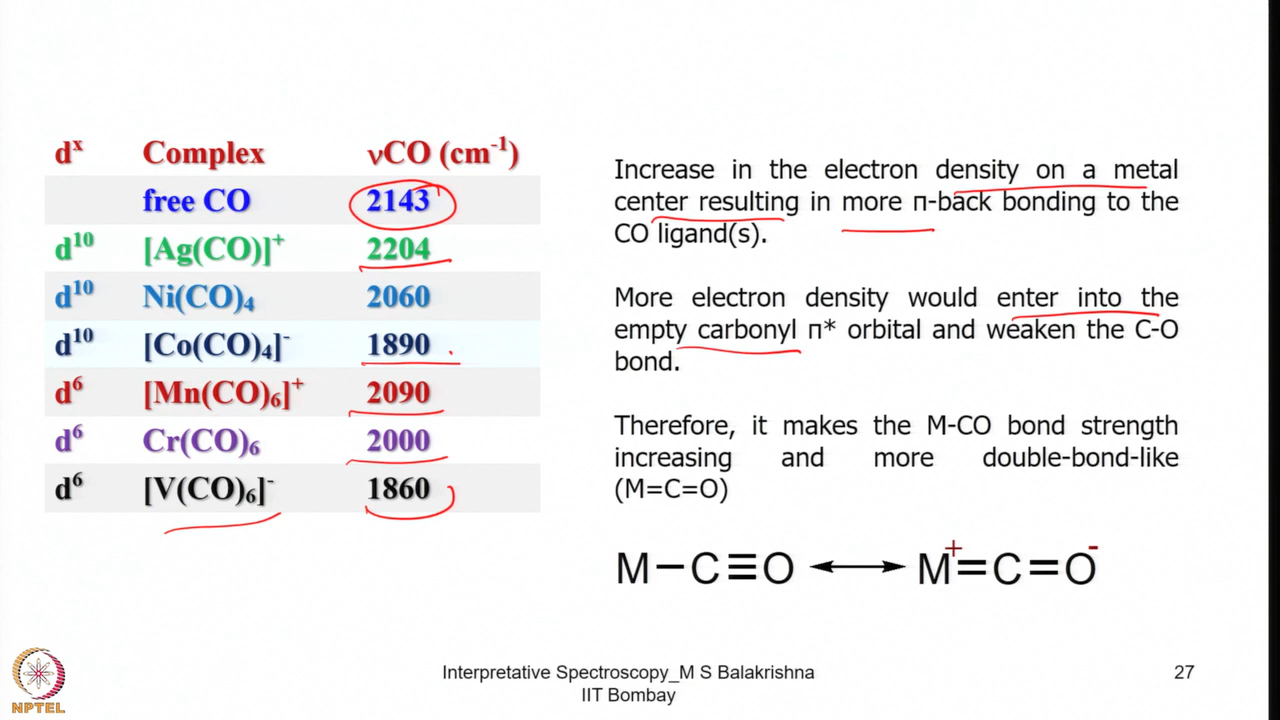 dˣ Complex νCO (cm⁻¹)
free CO 2143
d¹⁰ [Ag(CO)]⁺ 2204
d¹⁰ Ni(CO)₄ 2060
d¹⁰ [Co(CO)₄]⁻ 1890
d⁶ [Mn(CO)₆]⁺ 2090
d⁶ Cr(CO)₆ 2000
d⁶ [V(CO)₆]⁻ 1860
Increase in the electron density on a metal
center resulting in more π-back bonding to the
CO ligand(s).
More electron density would enter into the
empty carbonyl π* orbital and weaken the C-O
bond.
Therefore, it makes the M-CO bond strength
increasing and more double-bond-like
(M=C=O)
M−C≡O ↔ M⁺=C=O⁻
NPTEL
Interpretative Spectroscopy_M S Balakrishna
IIT Bombay
27